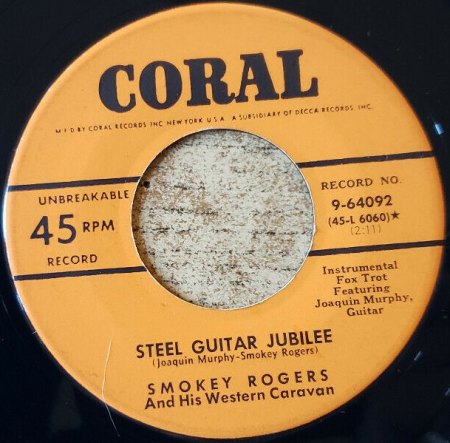 CORAL
M'F'D BY CORAL RECORDS INC. NEW YORK U.S.A. A SUBSIDIARY OF DECCA RECORDS, INC.
UNBREAKABLE
45 RPM
RECORD
RECORD NO.
9-64092
(45-L 6060)★
(2:11)
Instrumental
Fox Trot
Featuring
Joaquin Murphy,
Guitar
STEEL GUITAR JUBILEE
(Joaquin Murphy-Smokey Rogers)
SMOKEY ROGERS
And His Western Caravan